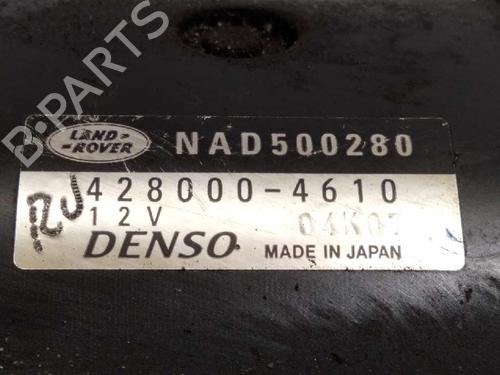 B-PARTS
LAND-
-ROVER
NAD500280
428000-4610
12V
DENSO
MADE IN JAPAN